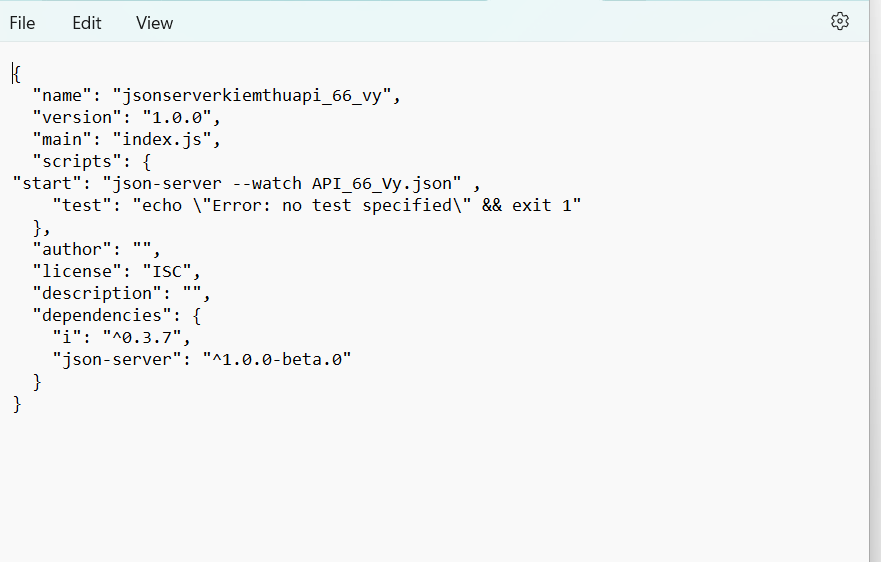 File Edit View
{
  "name": "jsonserverkiemthuapi_66_vy",
  "version": "1.0.0",
  "main": "index.js",
  "scripts": {
"start": "json-server --watch API_66_Vy.json" ,
    "test": "echo \"Error: no test specified\" && exit 1"
  },
  "author": "",
  "license": "ISC",
  "description": "",
  "dependencies": {
    "i": "^0.3.7",
    "json-server": "^1.0.0-beta.0"
  }
}